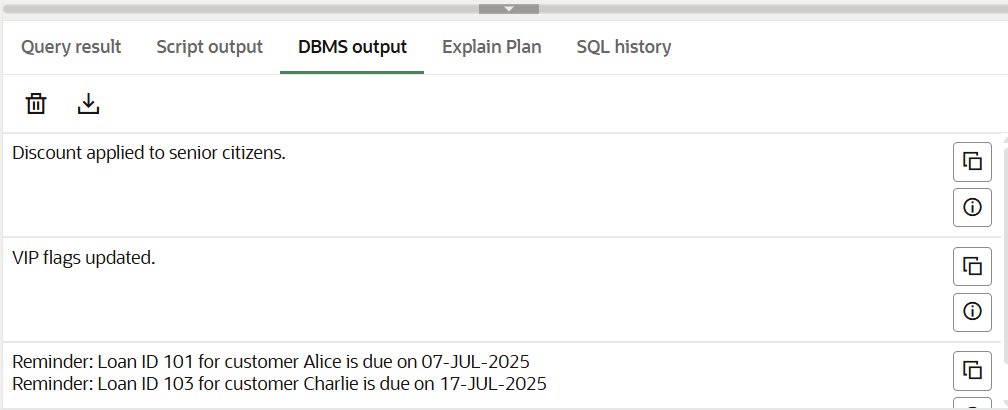 Query result Script output DBMS output Explain Plan SQL history
Discount applied to senior citizens.
VIP flags updated.
Reminder: Loan ID 101 for customer Alice is due on 07-JUL-2025
Reminder: Loan ID 103 for customer Charlie is due on 17-JUL-2025